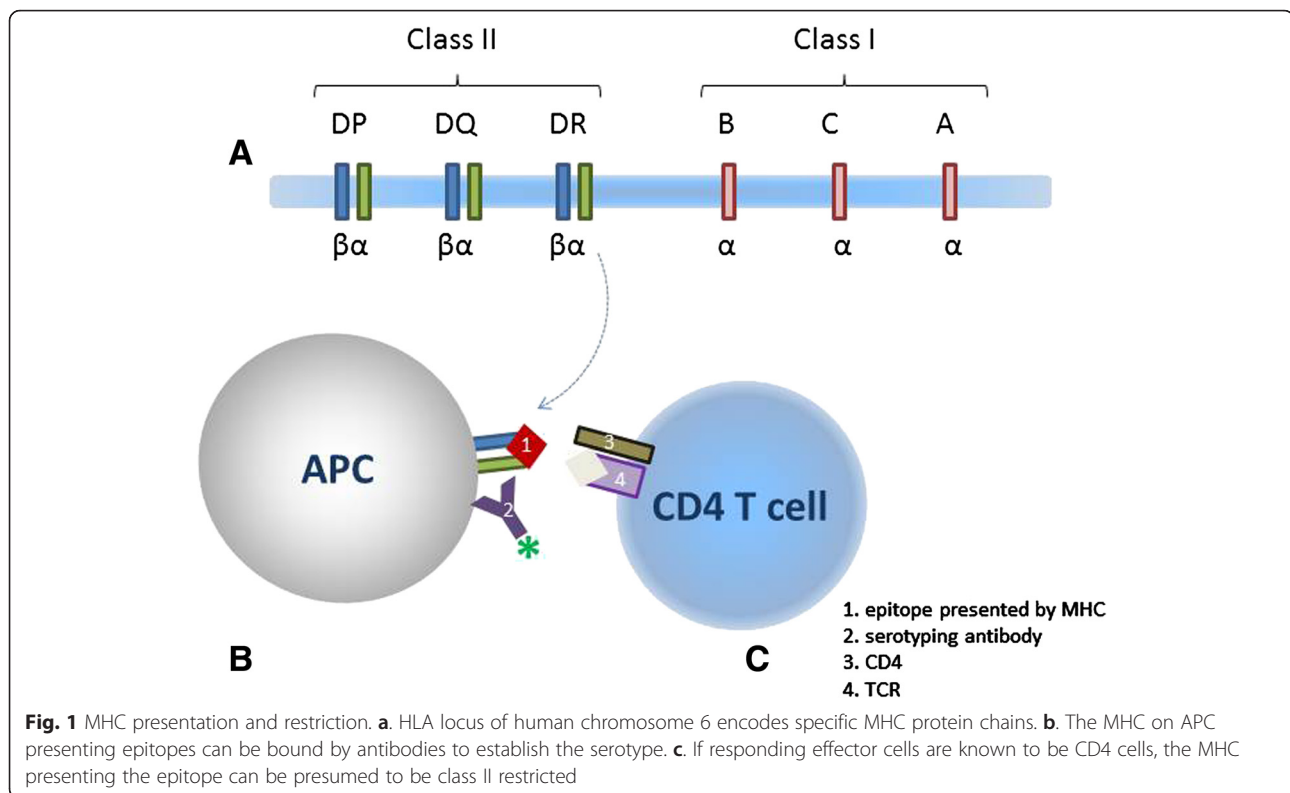 Class II Class I
DP DQ DR B C A
A
βα βα βα α α α
APC
1
2
*
3
4
CD4 T cell
B
C
1. epitope presented by MHC
2. serotyping antibody
3. CD4
4. TCR
Fig. 1 MHC presentation and restriction. a. HLA locus of human chromosome 6 encodes specific MHC protein chains. b. The MHC on APC
presenting epitopes can be bound by antibodies to establish the serotype. c. If responding effector cells are known to be CD4 cells, the MHC
presenting the epitope can be presumed to be class II restricted